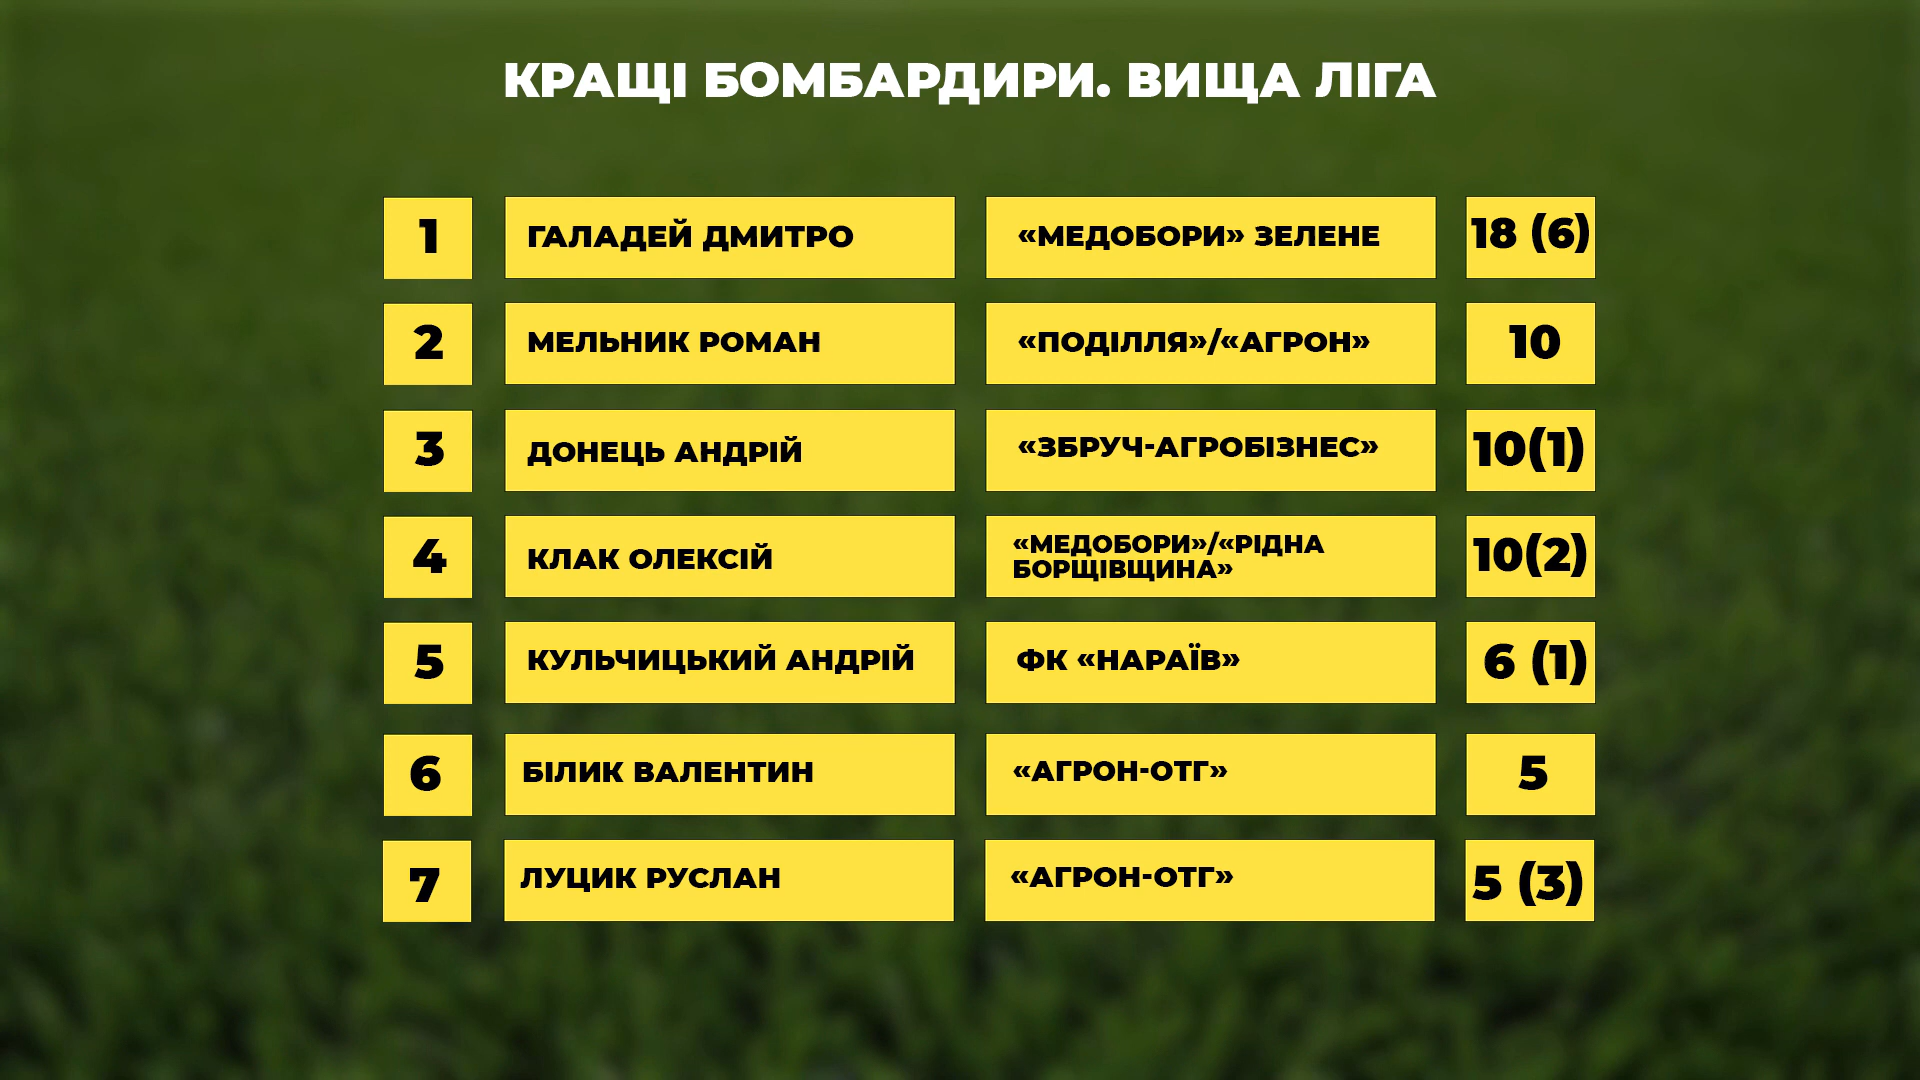 КРАЩІ БОМБАРДИРИ. ВИЩА ЛІГА
1 ГАЛАДЕЙ ДМИТРО «МЕДОБОРИ» ЗЕЛЕНЕ 18 (6)
2 МЕЛЬНИК РОМАН «ПОДІЛЛЯ»/«АГРОН» 10
3 ДОНЕЦЬ АНДРІЙ «ЗБРУЧ-АГРОБІЗНЕС» 10(1)
4 КЛАК ОЛЕКСІЙ «МЕДОБОРИ»/«РІДНА
БОРЩІВЩИНА» 10(2)
5 КУЛЬЧИЦЬКИЙ АНДРІЙ ФК «НАРАЇВ» 6 (1)
6 БІЛИК ВАЛЕНТИН «АГРОН-ОТГ» 5
7 ЛУЦИК РУСЛАН «АГРОН-ОТГ» 5 (3)